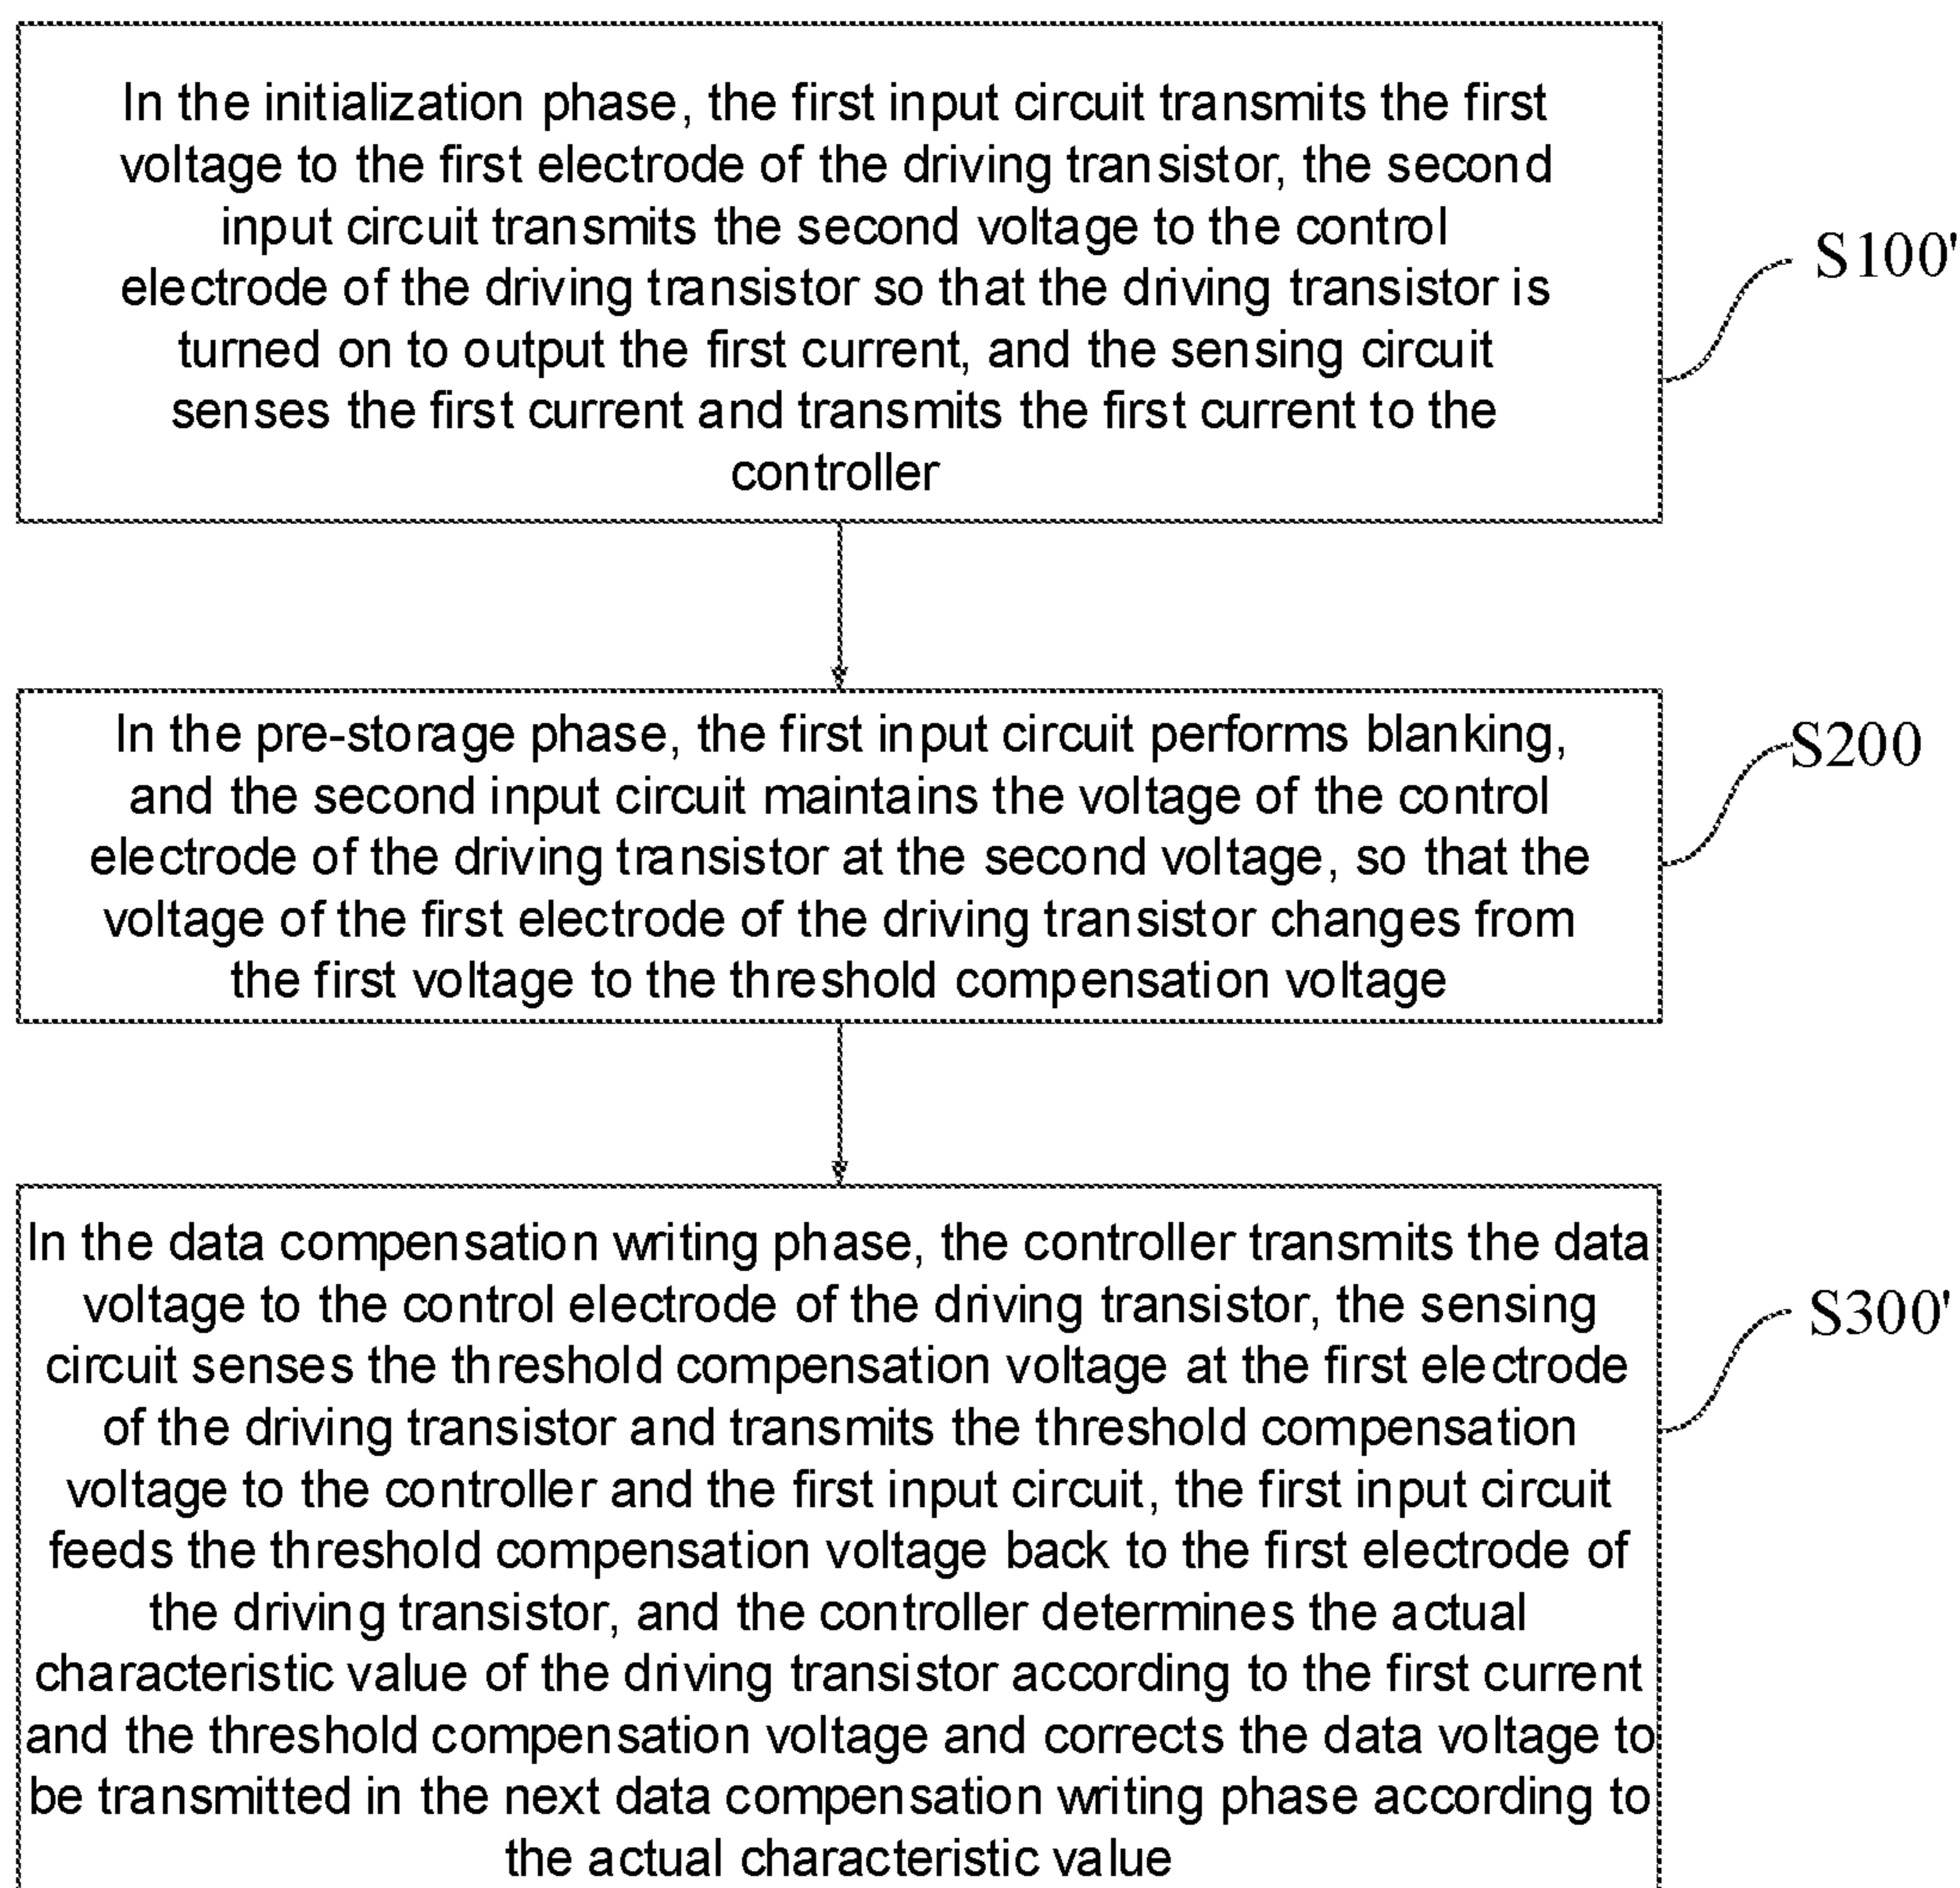 In the initialization phase, the first input circuit transmits the first
voltage to the first electrode of the driving transistor, the second
input circuit transmits the second voltage to the control
electrode of the driving transistor so that the driving transistor is
turned on to output the first current, and the sensing circuit
senses the first current and transmits the first current to the
controller
S100'
In the pre-storage phase, the first input circuit performs blanking,
and the second input circuit maintains the voltage of the control
electrode of the driving transistor at the second voltage, so that the
voltage of the first electrode of the driving transistor changes from
the first voltage to the threshold compensation voltage
S200
In the data compensation writing phase, the controller transmits the data
voltage to the control electrode of the driving transistor, the sensing
circuit senses the threshold compensation voltage at the first electrode
of the driving transistor and transmits the threshold compensation
voltage to the controller and the first input circuit, the first input circuit
feeds the threshold compensation voltage back to the first electrode of
the driving transistor, and the controller determines the actual
characteristic value of the driving transistor according to the first current
and the threshold compensation voltage and corrects the data voltage to
be transmitted in the next data compensation writing phase according to
the actual characteristic value
S300'